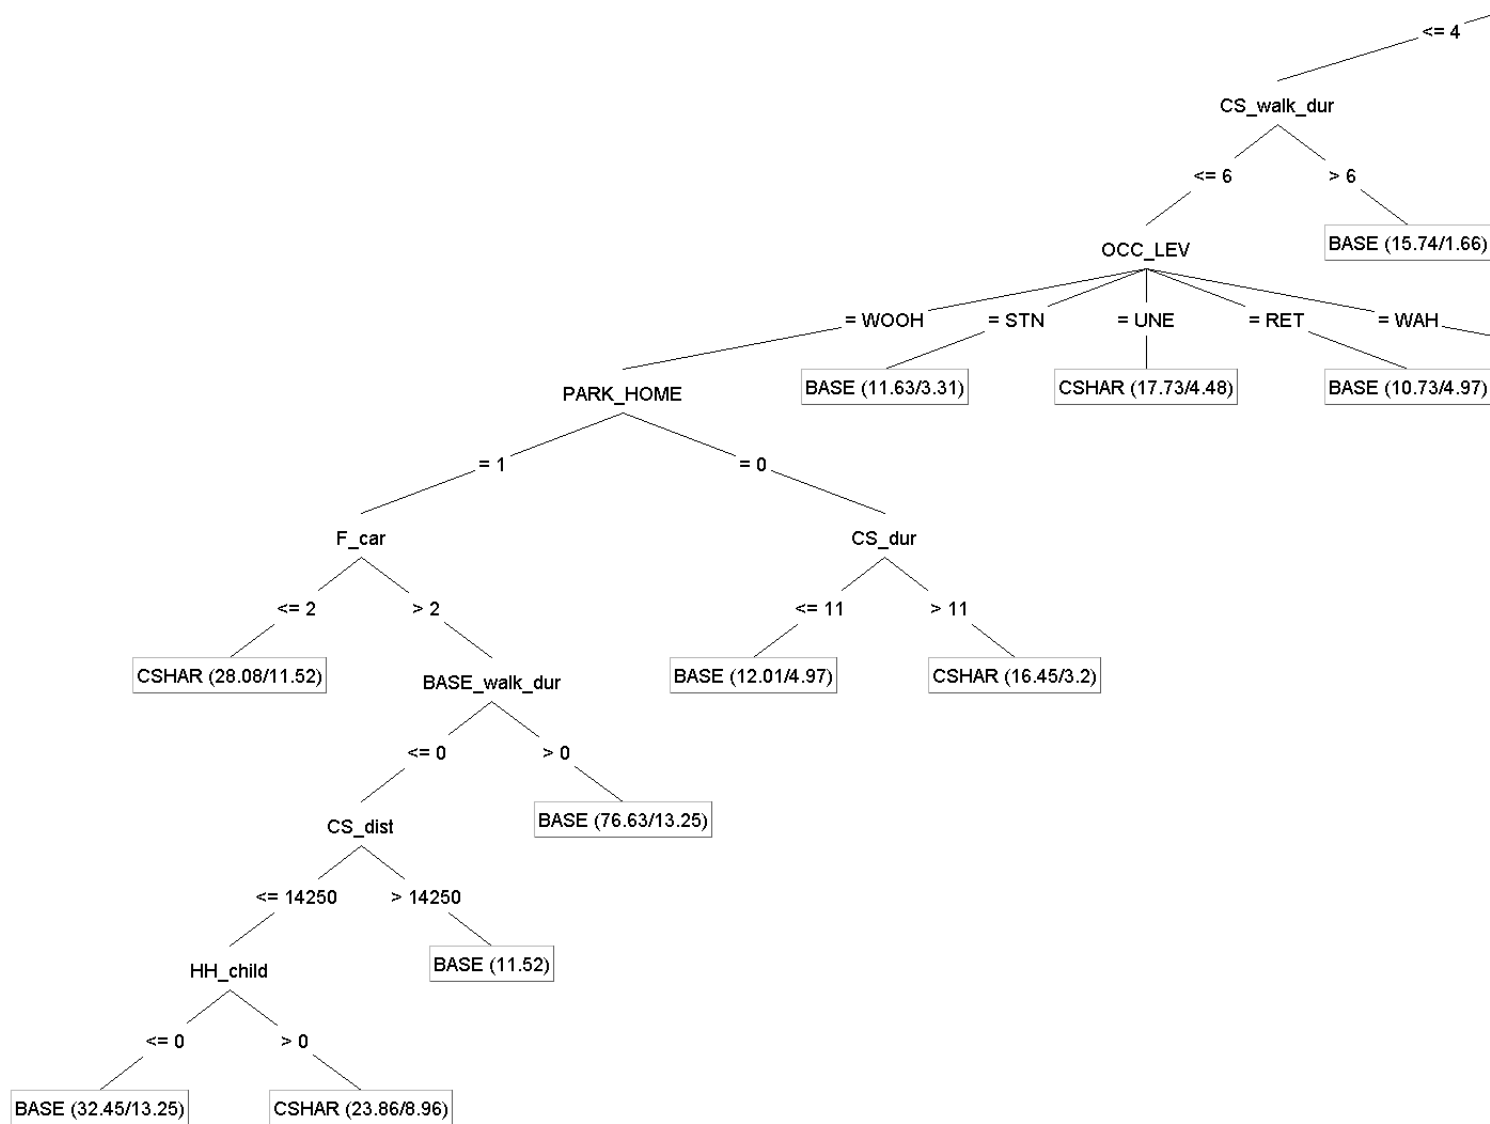 <= 4
CS_walk_dur
<= 6 > 6
BASE (15.74/1.66)
OCC_LEV
= WOOH = STN = UNE = RET = WAH
BASE (11.63/3.31) CSHAR (17.73/4.48) BASE (10.73/4.97)
PARK_HOME
= 1 = 0
F_car CS_dur
<= 2 > 2 <= 11 > 11
CSHAR (28.08/11.52) BASE (12.01/4.97) CSHAR (16.45/3.2)
BASE_walk_dur
<= 0 > 0
BASE (76.63/13.25)
CS_dist
<= 14250 > 14250
BASE (11.52)
HH_child
<= 0 > 0
BASE (32.45/13.25) CSHAR (23.86/8.96)